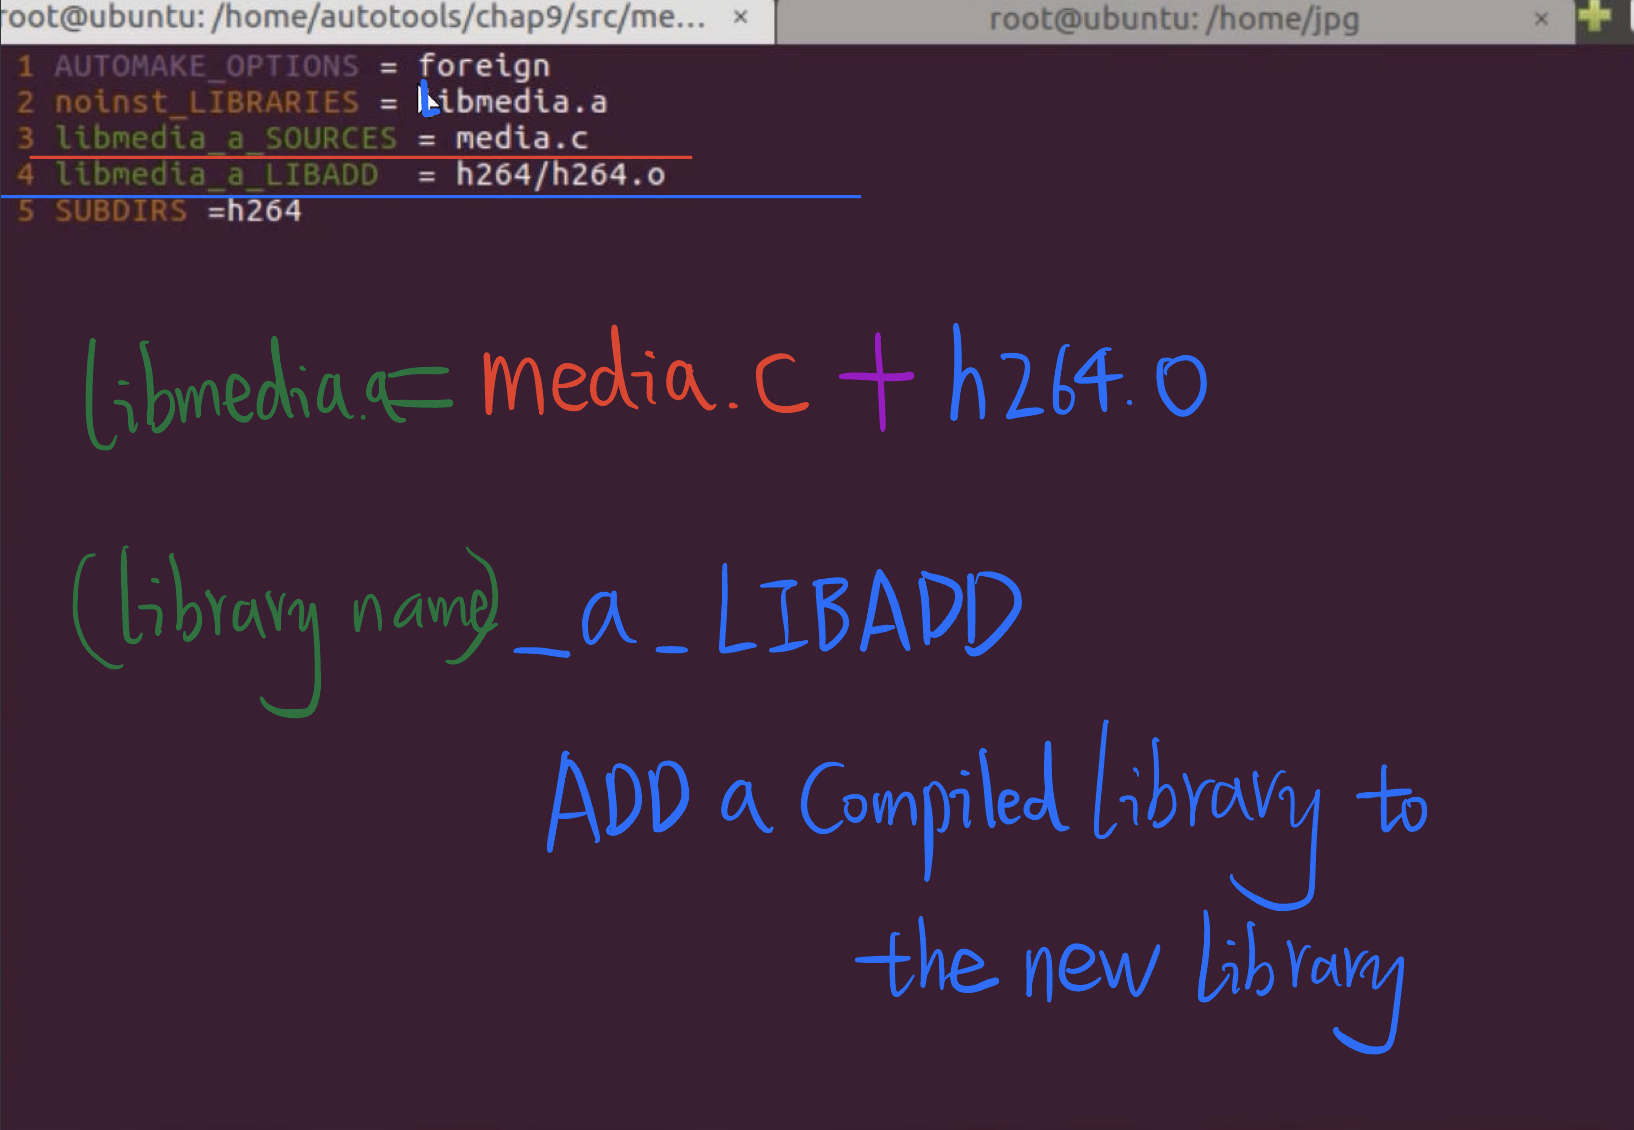 root@ubuntu: /home/autotools/chap9/src/me... × root@ubuntu: /home/jpg ×
1 AUTOMAKE_OPTIONS = foreign
2 noinst_LIBRARIES = libmedia.a
3 libmedia_a_SOURCES = media.c
4 libmedia_a_LIBADD = h264/h264.o
5 SUBDIRS =h264
libmedia.a= media.c + h264.o
(library name)_a_LIBADD
ADD a Compiled library to
the new library